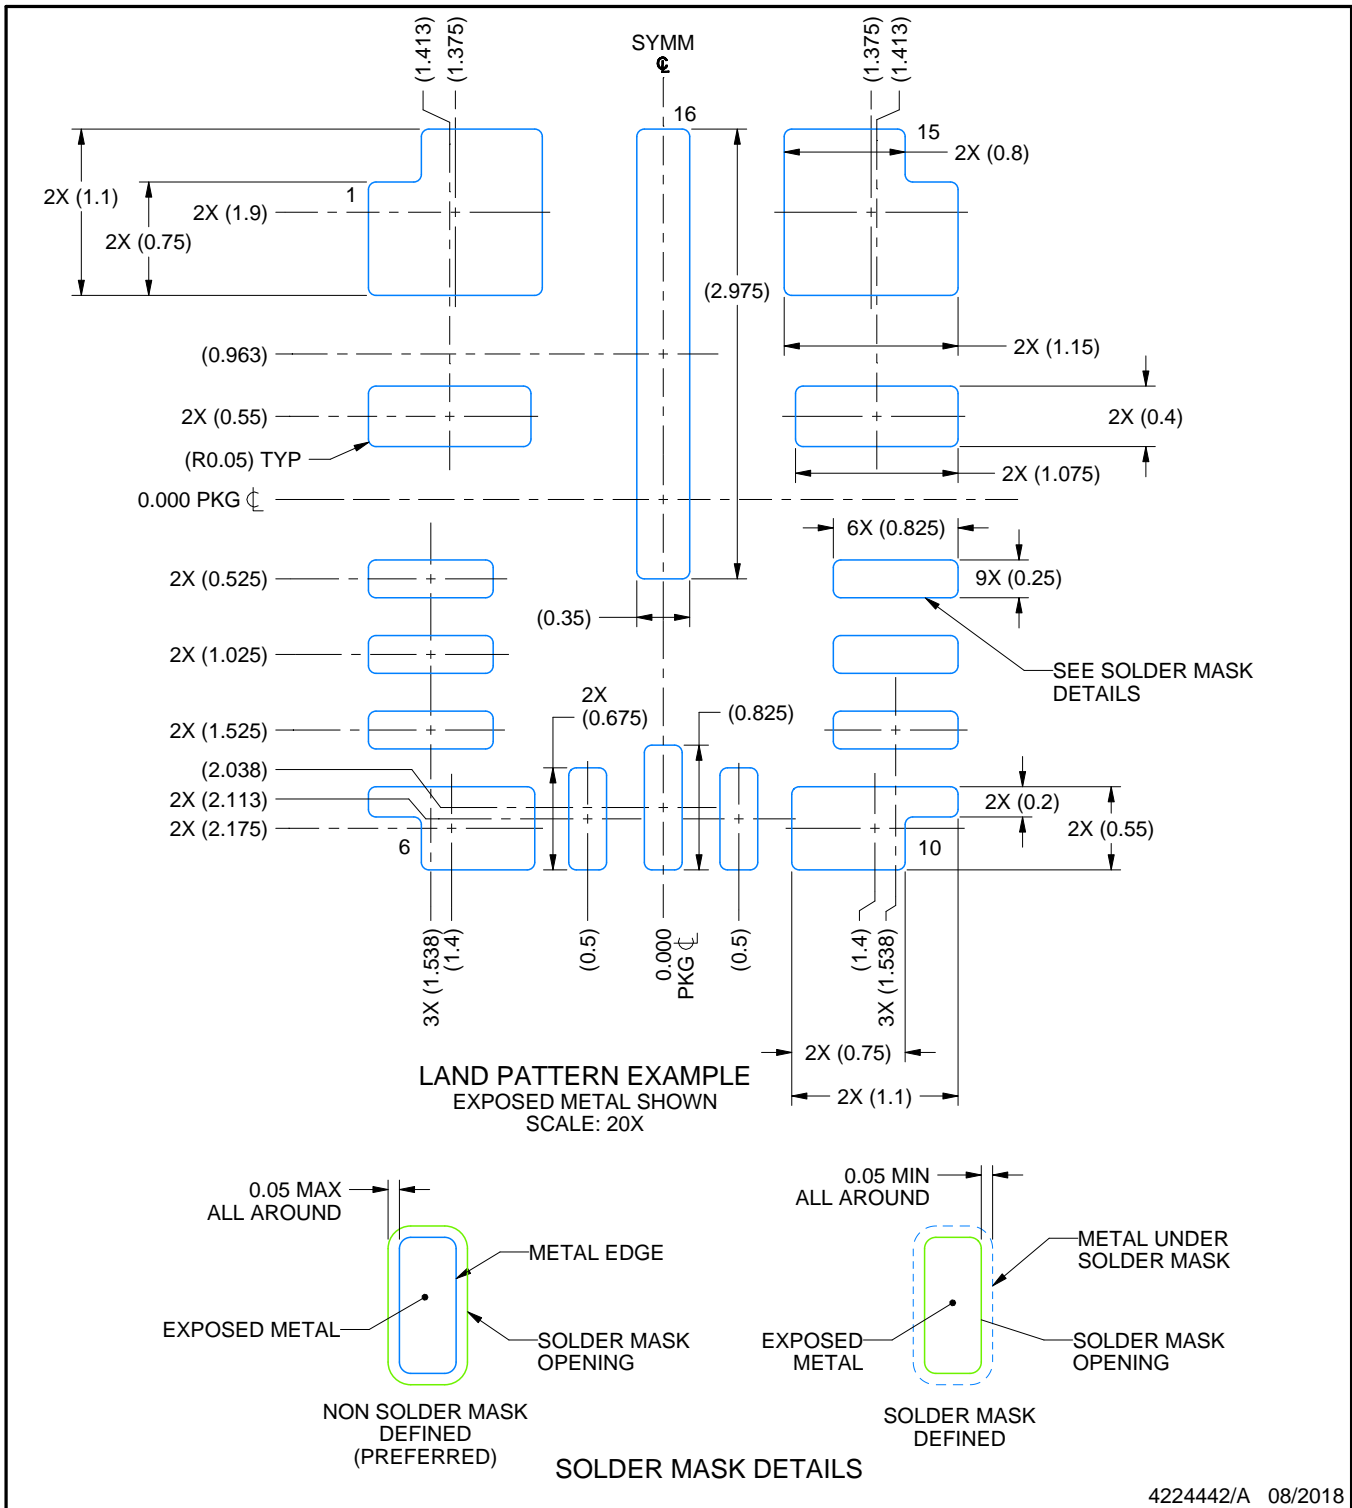 (1.413)
(1.375)
SYMM
℄
(1.375)
(1.413)
16
15
2X (0.8)
2X (1.1)
1
2X (1.9)
2X (0.75)
(2.975)
(0.963)
2X (1.15)
2X (0.55)
2X (0.4)
(R0.05) TYP
2X (1.075)
0.000 PKG ℄
6X (0.825)
2X (0.525)
9X (0.25)
(0.35)
2X (1.025)
SEE SOLDER MASK
DETAILS
2X
(0.675)
(0.825)
2X (1.525)
(2.038)
2X (2.113)
2X (2.175)
2X (0.2)
2X (0.55)
6
10
3X (1.538)
(1.4)
(0.5)
0.000
PKG ℄
(0.5)
(1.4)
3X (1.538)
2X (0.75)
2X (1.1)
LAND PATTERN EXAMPLE
EXPOSED METAL SHOWN
SCALE: 20X
0.05 MAX
ALL AROUND
METAL EDGE
EXPOSED METAL
SOLDER MASK
OPENING
NON SOLDER MASK
DEFINED
(PREFERRED)
0.05 MIN
ALL AROUND
METAL UNDER
SOLDER MASK
EXPOSED
METAL
SOLDER MASK
OPENING
SOLDER MASK
DEFINED
SOLDER MASK DETAILS
4224442/A 08/2018